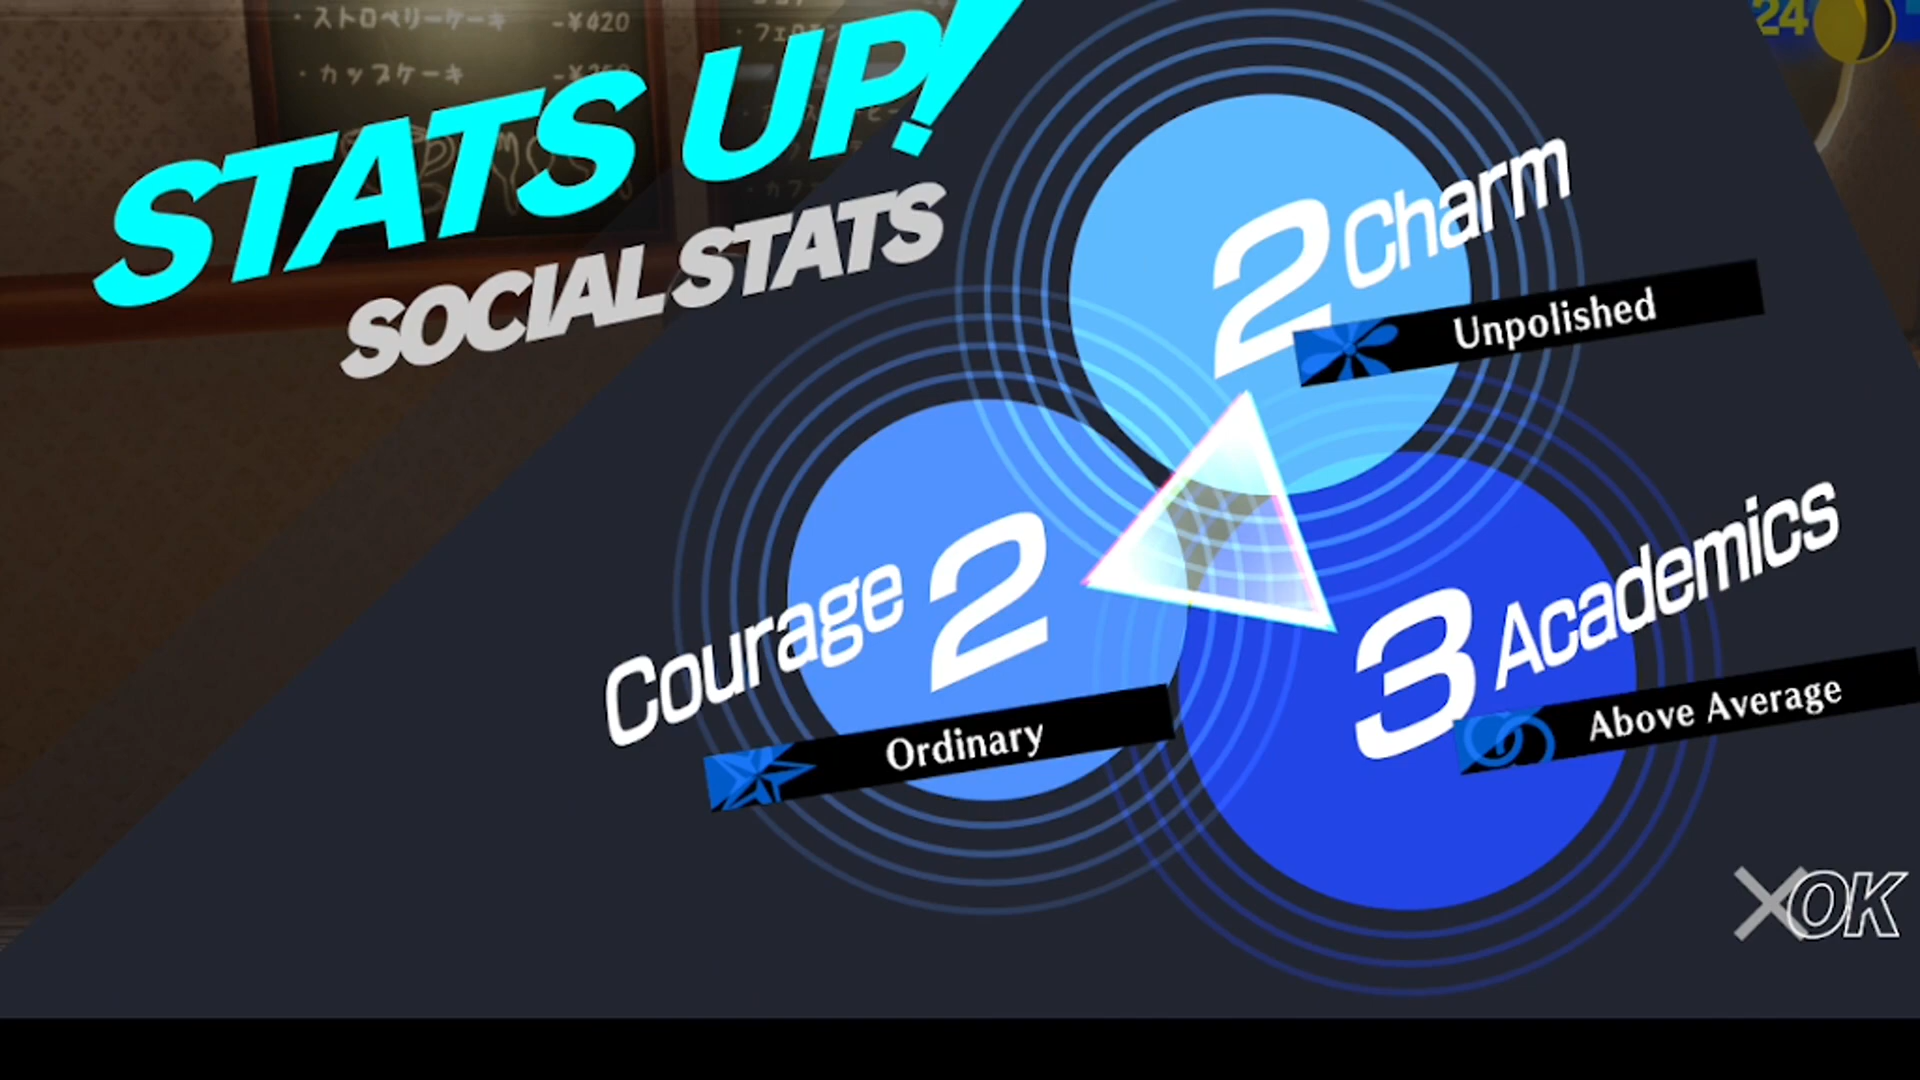 ・ストロベリーケーキ -¥420
・カップケーキ
24
STATS UP!
SOCIAL STATS
2 Charm
Unpolished
Courage 2
Ordinary
3 Academics
Above Average
OK